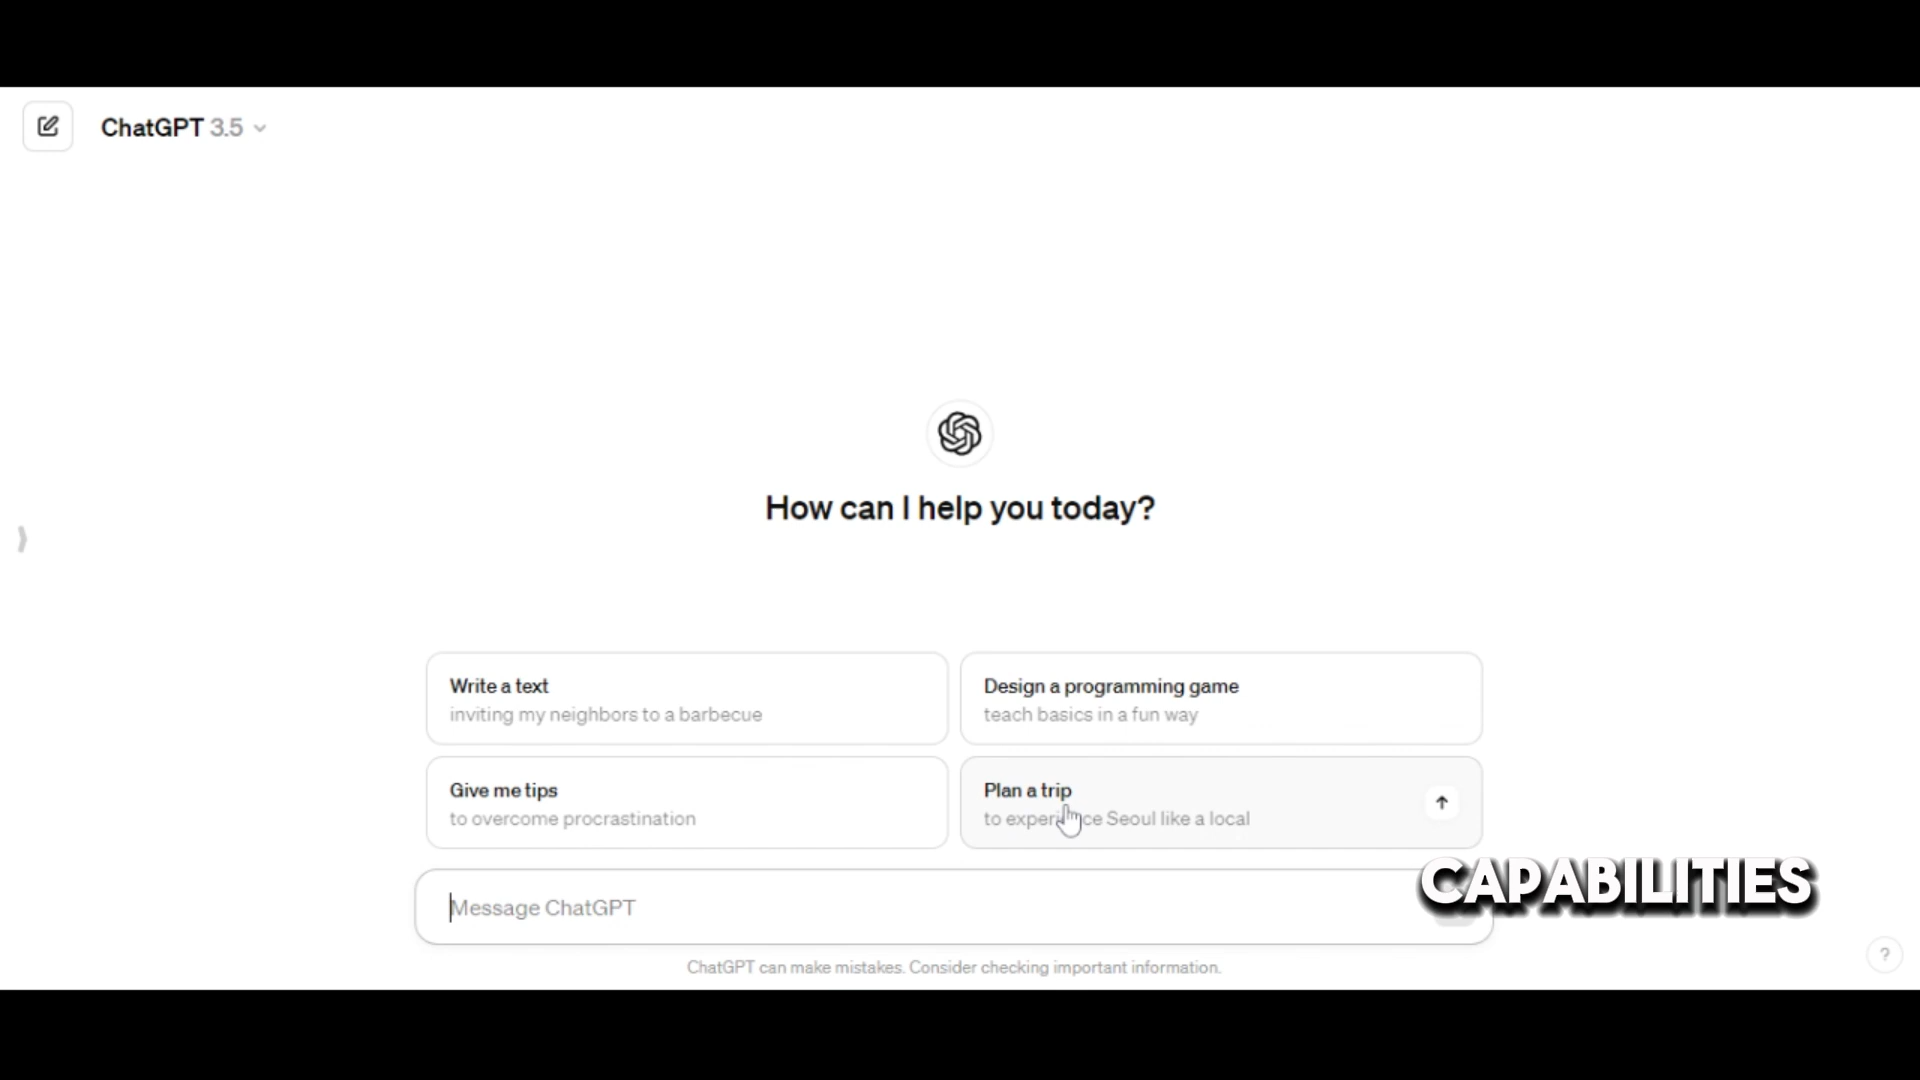 ChatGPT 3.5
How can I help you today?
Write a text
inviting my neighbors to a barbecue
Design a programming game
teach basics in a fun way
Give me tips
to overcome procrastination
Plan a trip
to experience Seoul like a local
CAPABILITIES
Message ChatGPT
ChatGPT can make mistakes. Consider checking important information.
?